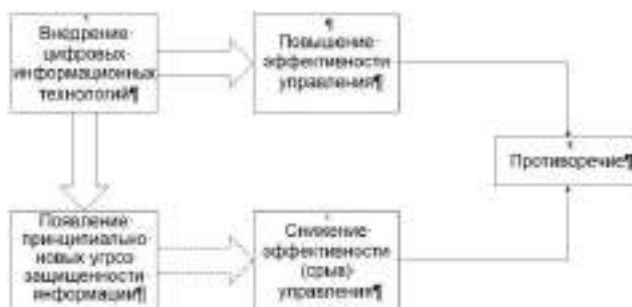 ¶
Внедрение
цифровых
информационных
технологий¶
¶
Повышение
эффективности
управления¶
¶
Противоречие¶
Появление
принципиально
новых угроз
защищенности
информации¶
Снижение
эффективности
(срыв)
управления¶